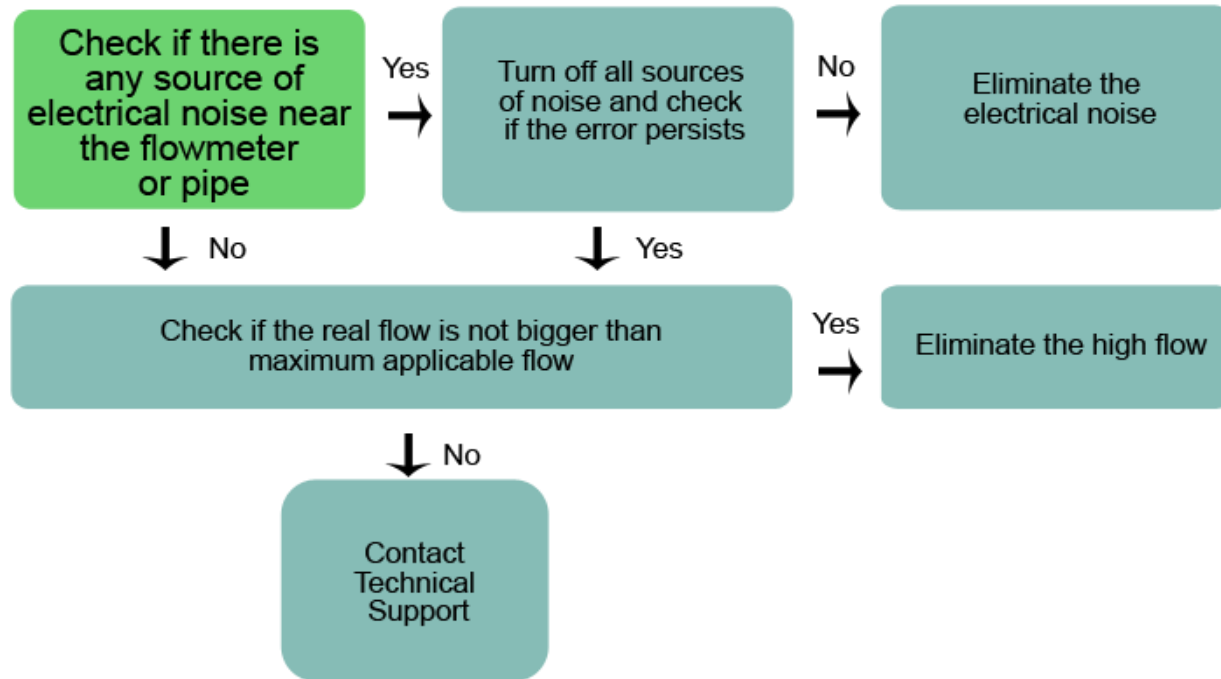 Check if there is
any source of
electrical noise near
the flowmeter
or pipe
Yes
Turn off all sources
of noise and check
if the error persists
No
Eliminate the
electrical noise
No
Yes
Check if the real flow is not bigger than
maximum applicable flow
Yes
Eliminate the high flow
No
Contact
Technical
Support